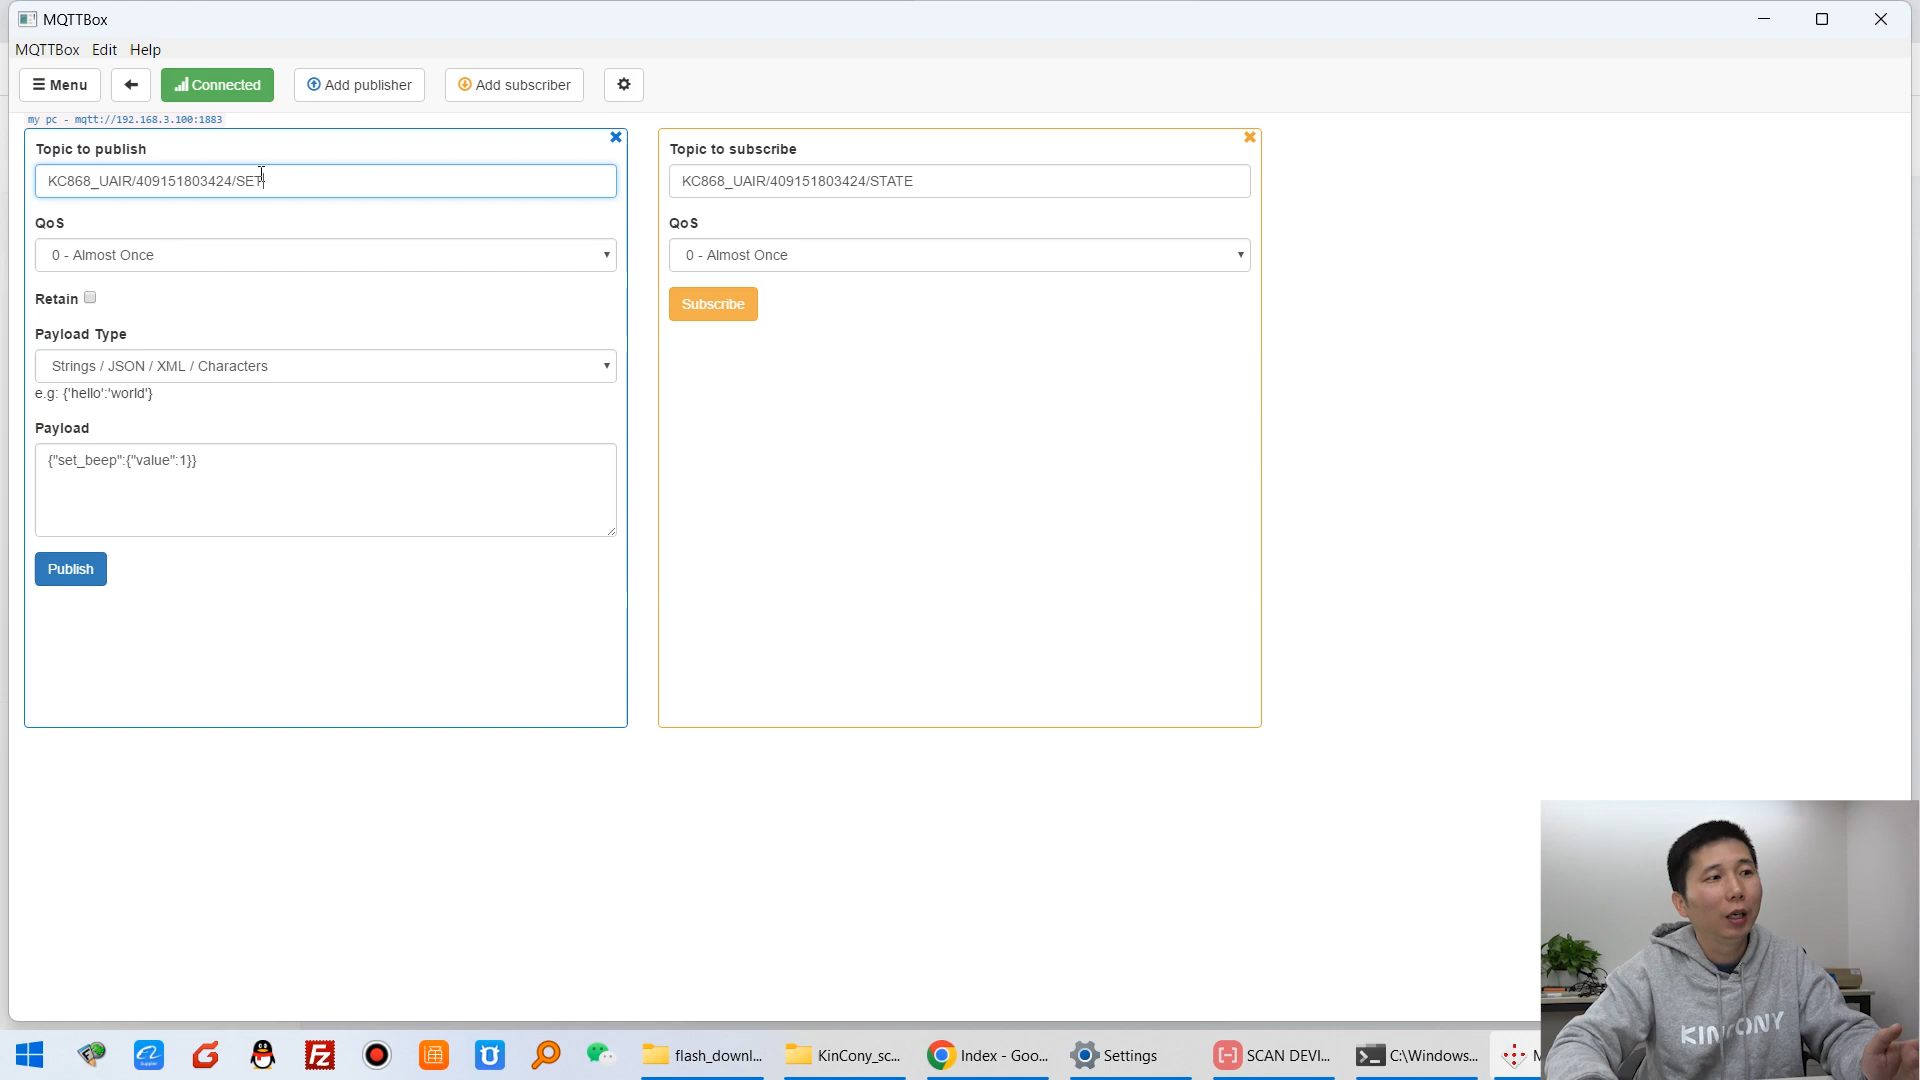 MQTTBox
MQTTBox Edit Help
Menu Connected Add publisher Add subscriber
my pc - mqtt://192.168.3.100:1883
Topic to publish
KC868_UAIR/409151803424/SET
QoS
0 - Almost Once
Retain
Payload Type
Strings / JSON / XML / Characters
e.g: {'hello':'world'}
Payload
{"set_beep":{"value":1}}
Publish
Topic to subscribe
KC868_UAIR/409151803424/STATE
QoS
0 - Almost Once
Subscribe
KINCONY
flash_downl... KinCony_sc... Index - Goo... Settings SCAN DEVI... C:\Windows... M